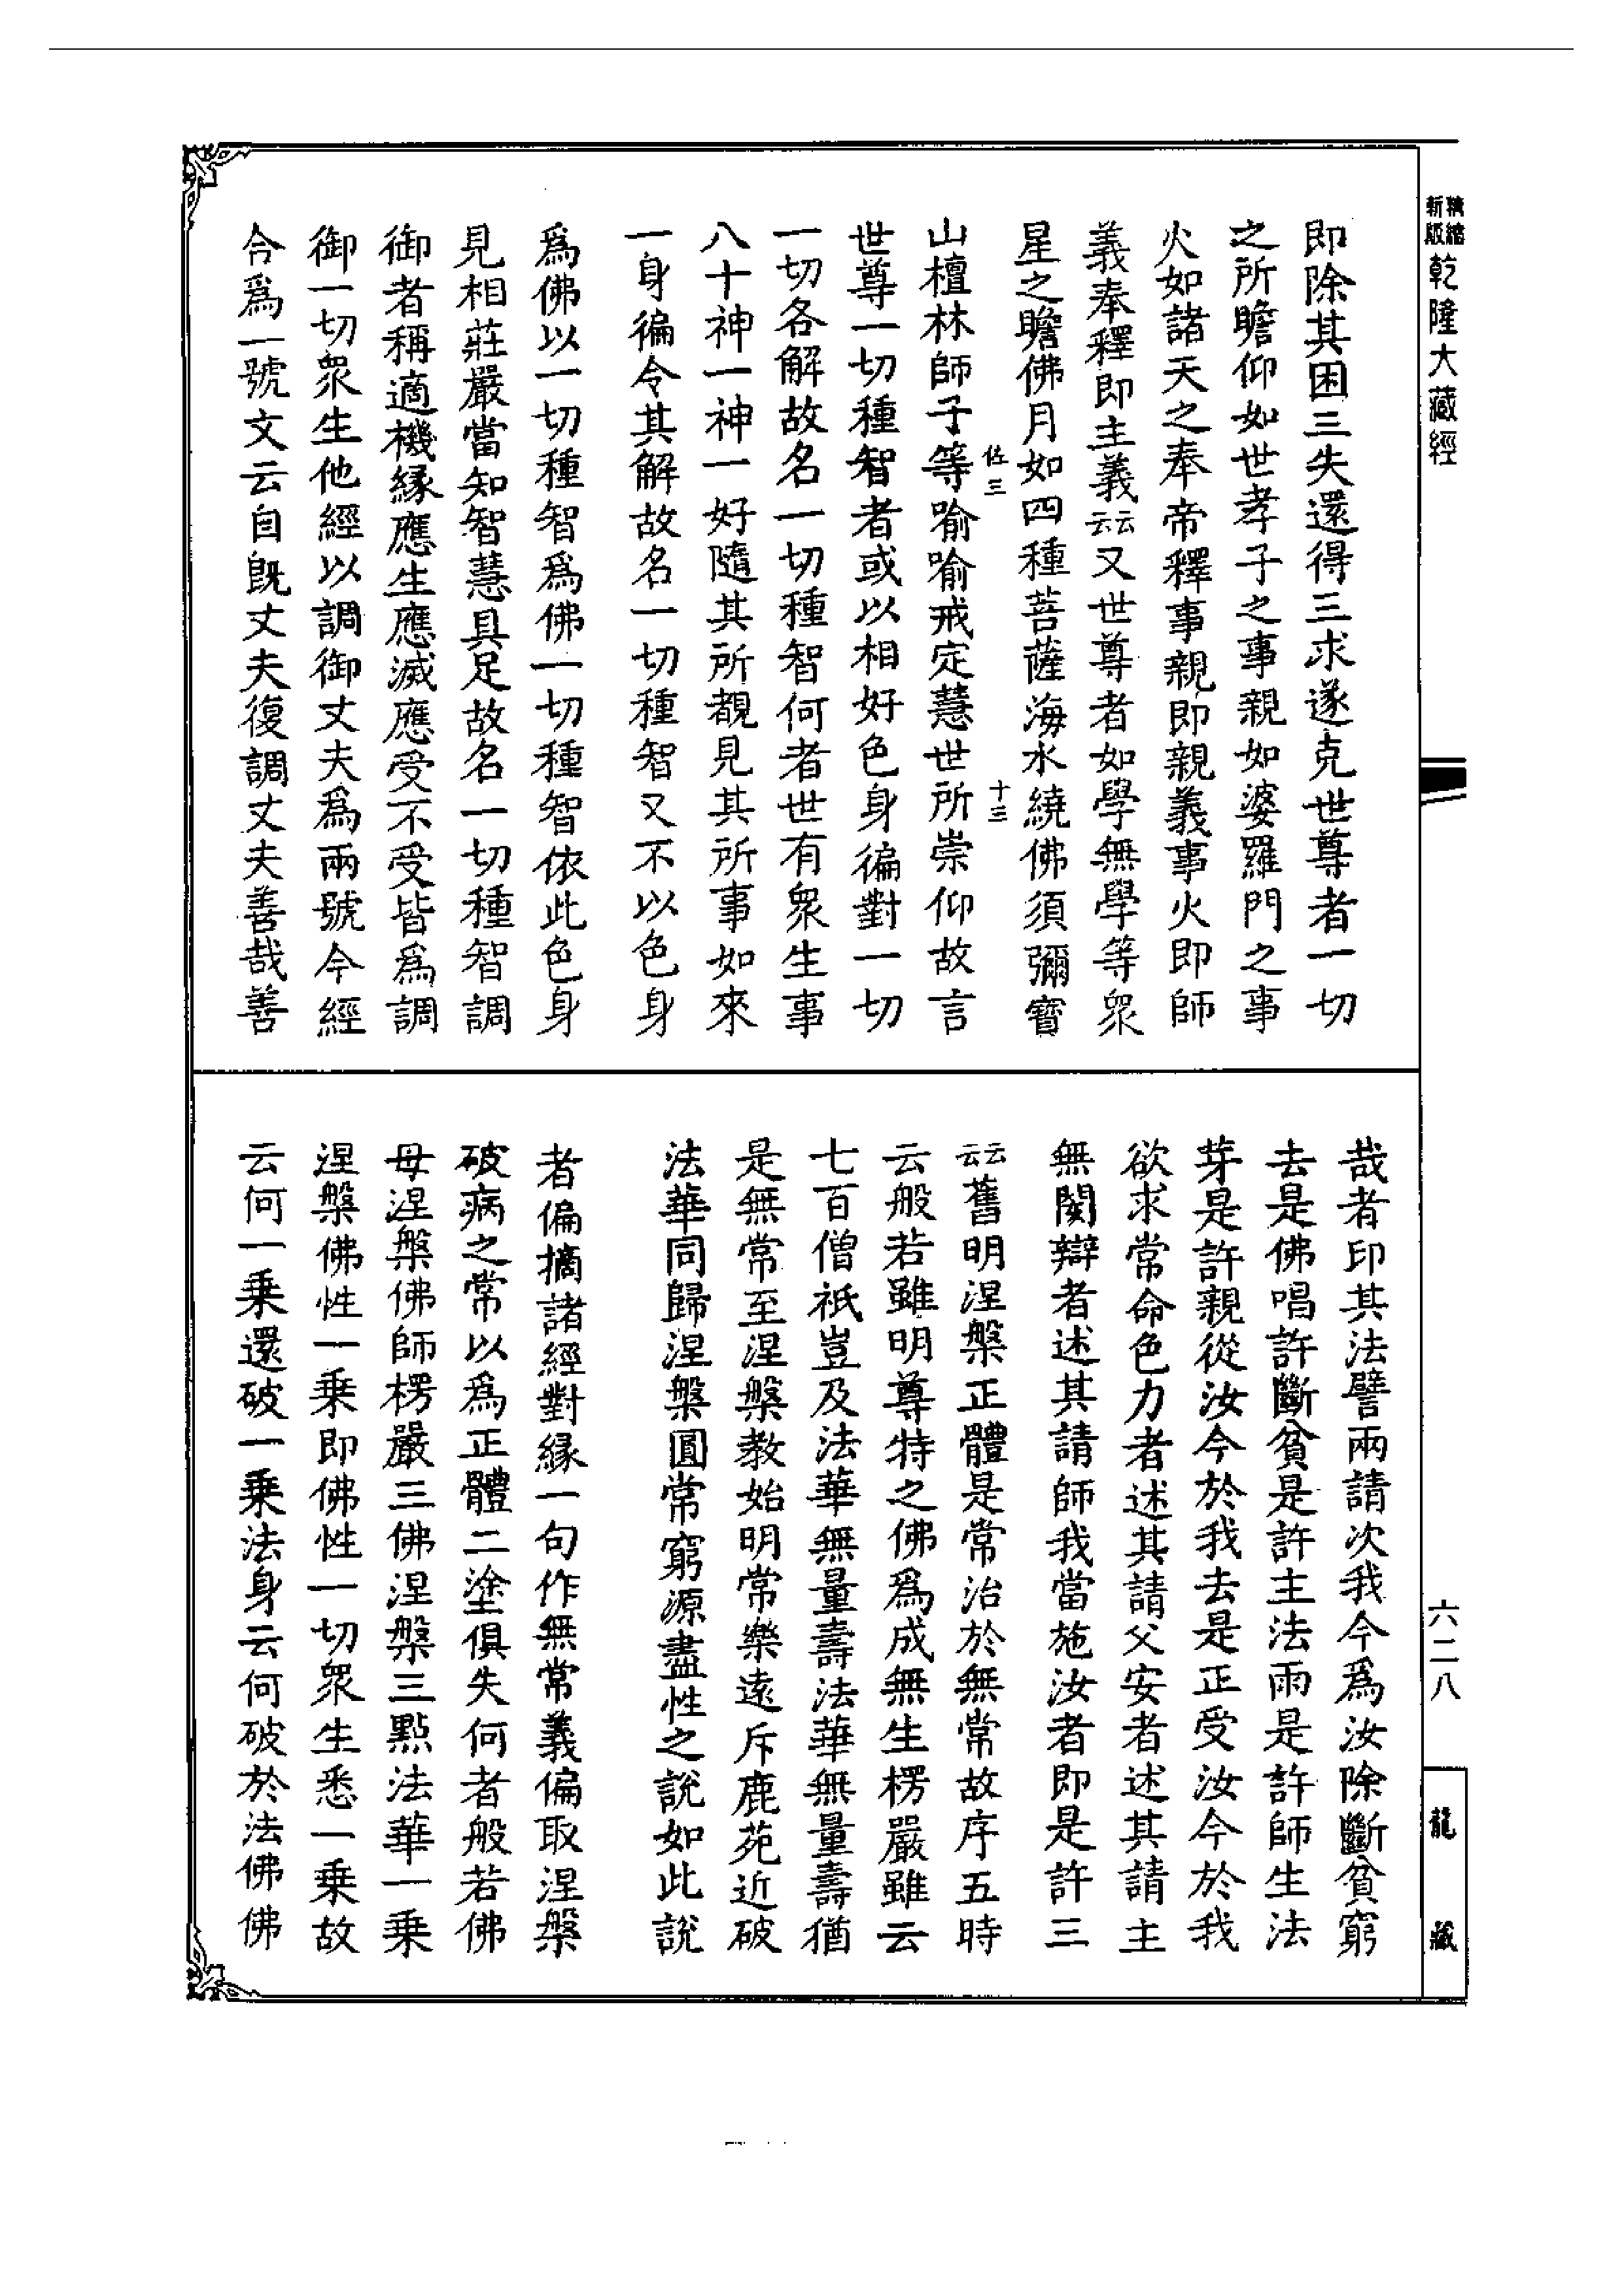 精縮新版乾隆大藏經
即除其困三失還得三求遂克世尊者一切
之所瞻仰如世孝子之事親如婆羅門之事
火如諸天之奉帝釋事親即親義事火即師
義奉釋即主義云云又世尊者如學無學等衆
星之瞻佛月如四種菩薩海水繞佛須彌寶
佐三
十三
山檀林師子等喻喻戒定慧世所崇仰故言
世尊一切種智者或以相好色身徧對一切
一切各解故名一切種智何者世有衆生事
八十神一神一好隨其所覩見其所事如來
一身徧令其解故名一切種智又不以色身
爲佛以一切種智爲佛一切種智依此色身
見相莊嚴當知智慧具足故名一切種智調
御者稱適機緣應生應滅應受不受皆爲調
御一切衆生他經以調御丈夫爲兩號今經
合爲一號文云自旣丈夫復調丈夫善哉善
哉者印其法譬兩請次我今爲汝除斷貧窮
去是佛唱許斷貧是許主法雨是許師生法
芽是許親從汝今於我去是正受汝今於我
欲求常命色力者述其請父安者述其請主
無閡辯者述其請師我當施汝者即是許三
云云舊明涅槃正體是常治於無常故序五時
云般若雖明尊特之佛爲成無生楞嚴雖云
七百僧祇豈及法華無量壽法華無量壽猶
是無常至涅槃教始明常樂遠斥鹿苑近破
法華同歸涅槃圓常窮源盡性之說如此說
者偏摘諸經對緣一句作無常義偏取涅槃
破病之常以爲正體二塗俱失何者般若佛
母涅槃佛師楞嚴三佛涅槃三點法華一乘
涅槃佛性一乘即佛性一切衆生悉一乘故
云何一乘還破一乘法身云何破於法佛佛
六二八
龍藏